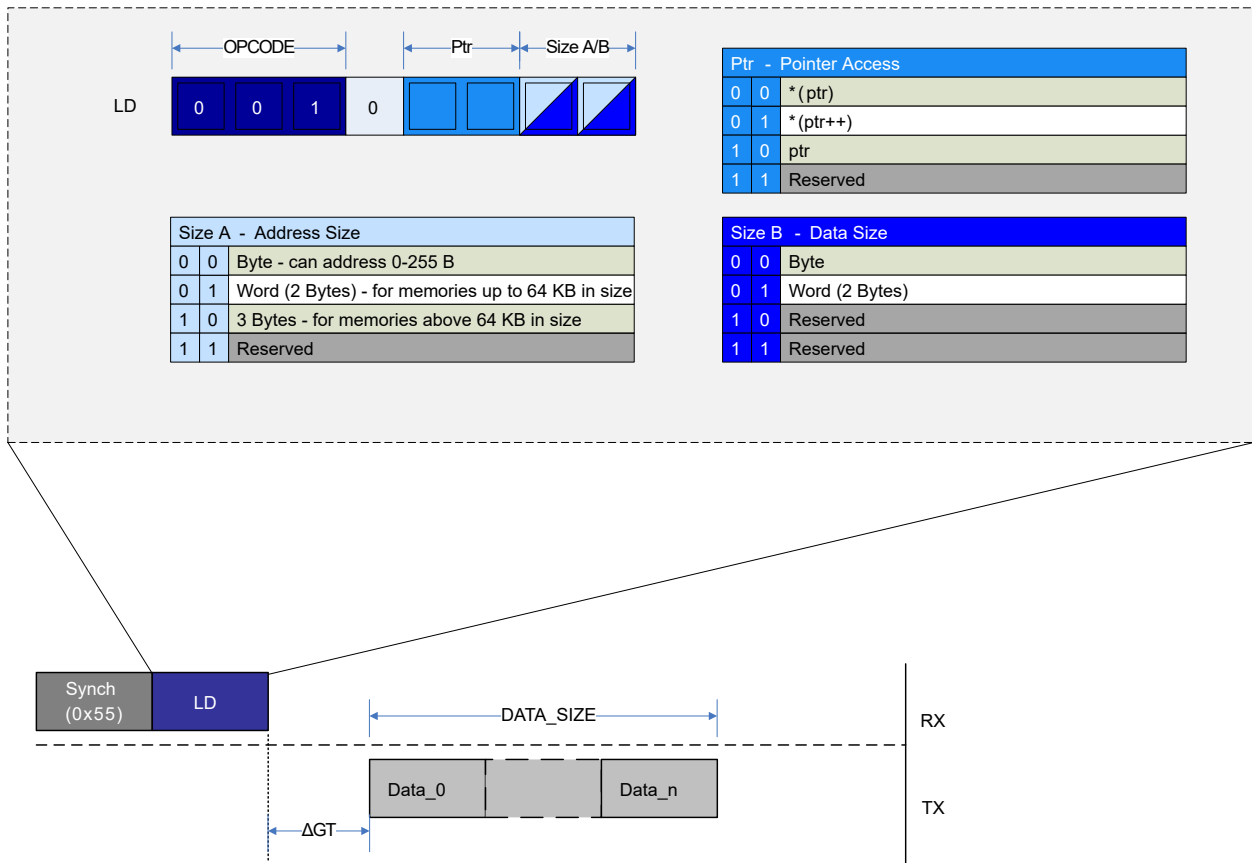 OPCODE Ptr Size A/B
LD 0 0 1 0
Ptr - Pointer Access
0 0 *(ptr)
0 1 *(ptr++)
1 0 ptr
1 1 Reserved
Size A - Address Size
0 0 Byte - can address 0-255 B
0 1 Word (2 Bytes) - for memories up to 64 KB in size
1 0 3 Bytes - for memories above 64 KB in size
1 1 Reserved
Size B - Data Size
0 0 Byte
0 1 Word (2 Bytes)
1 0 Reserved
1 1 Reserved
Synch
(0x55)
LD
DATA_SIZE
RX
Data_0
Data_n
TX
ΔGT